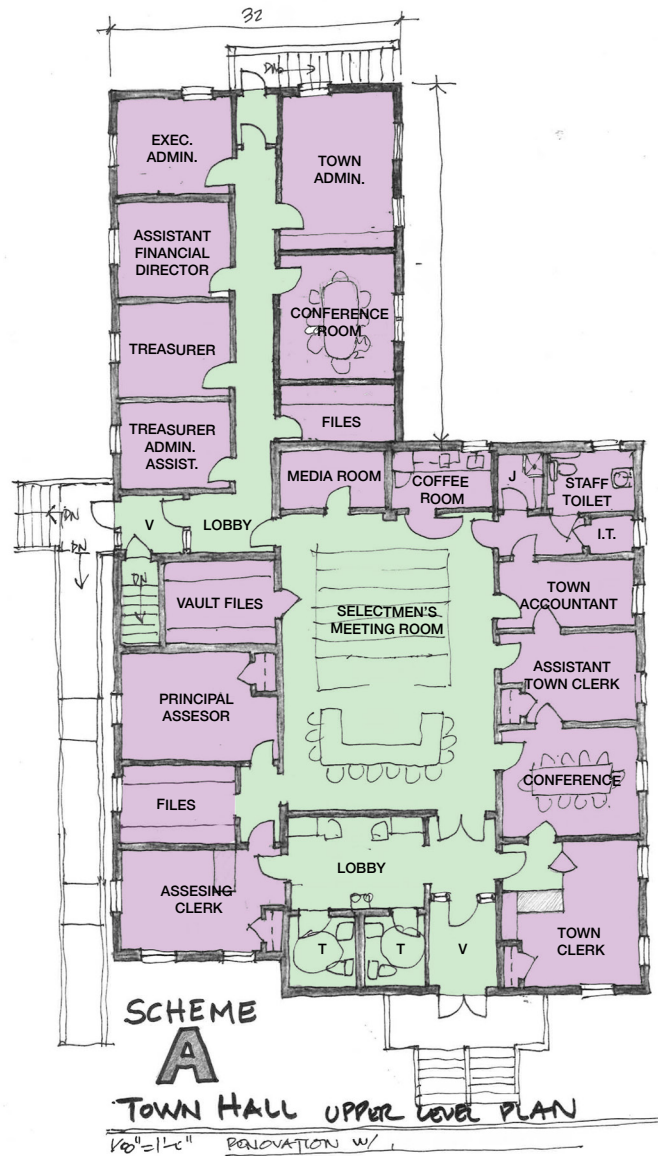 32
DN
EXEC.
ADMIN.
TOWN
ADMIN.
ASSISTANT
FINANCIAL
DIRECTOR
CONFERENCE
ROOM
TREASURER
FILES
TREASURER
ADMIN.
ASSIST.
MEDIA ROOM
COFFEE
ROOM
J
STAFF
TOILET
DN
V
LOBBY
I.T.
DN
DN
VAULT FILES
SELECTMEN'S
MEETING ROOM
TOWN
ACCOUNTANT
ASSISTANT
TOWN CLERK
PRINCIPAL
ASSESOR
CONFERENCE
FILES
LOBBY
ASSESING
CLERK
TOWN
CLERK
T
T
V
SCHEME
A
TOWN HALL UPPER LEVEL PLAN
RENOVATION W/